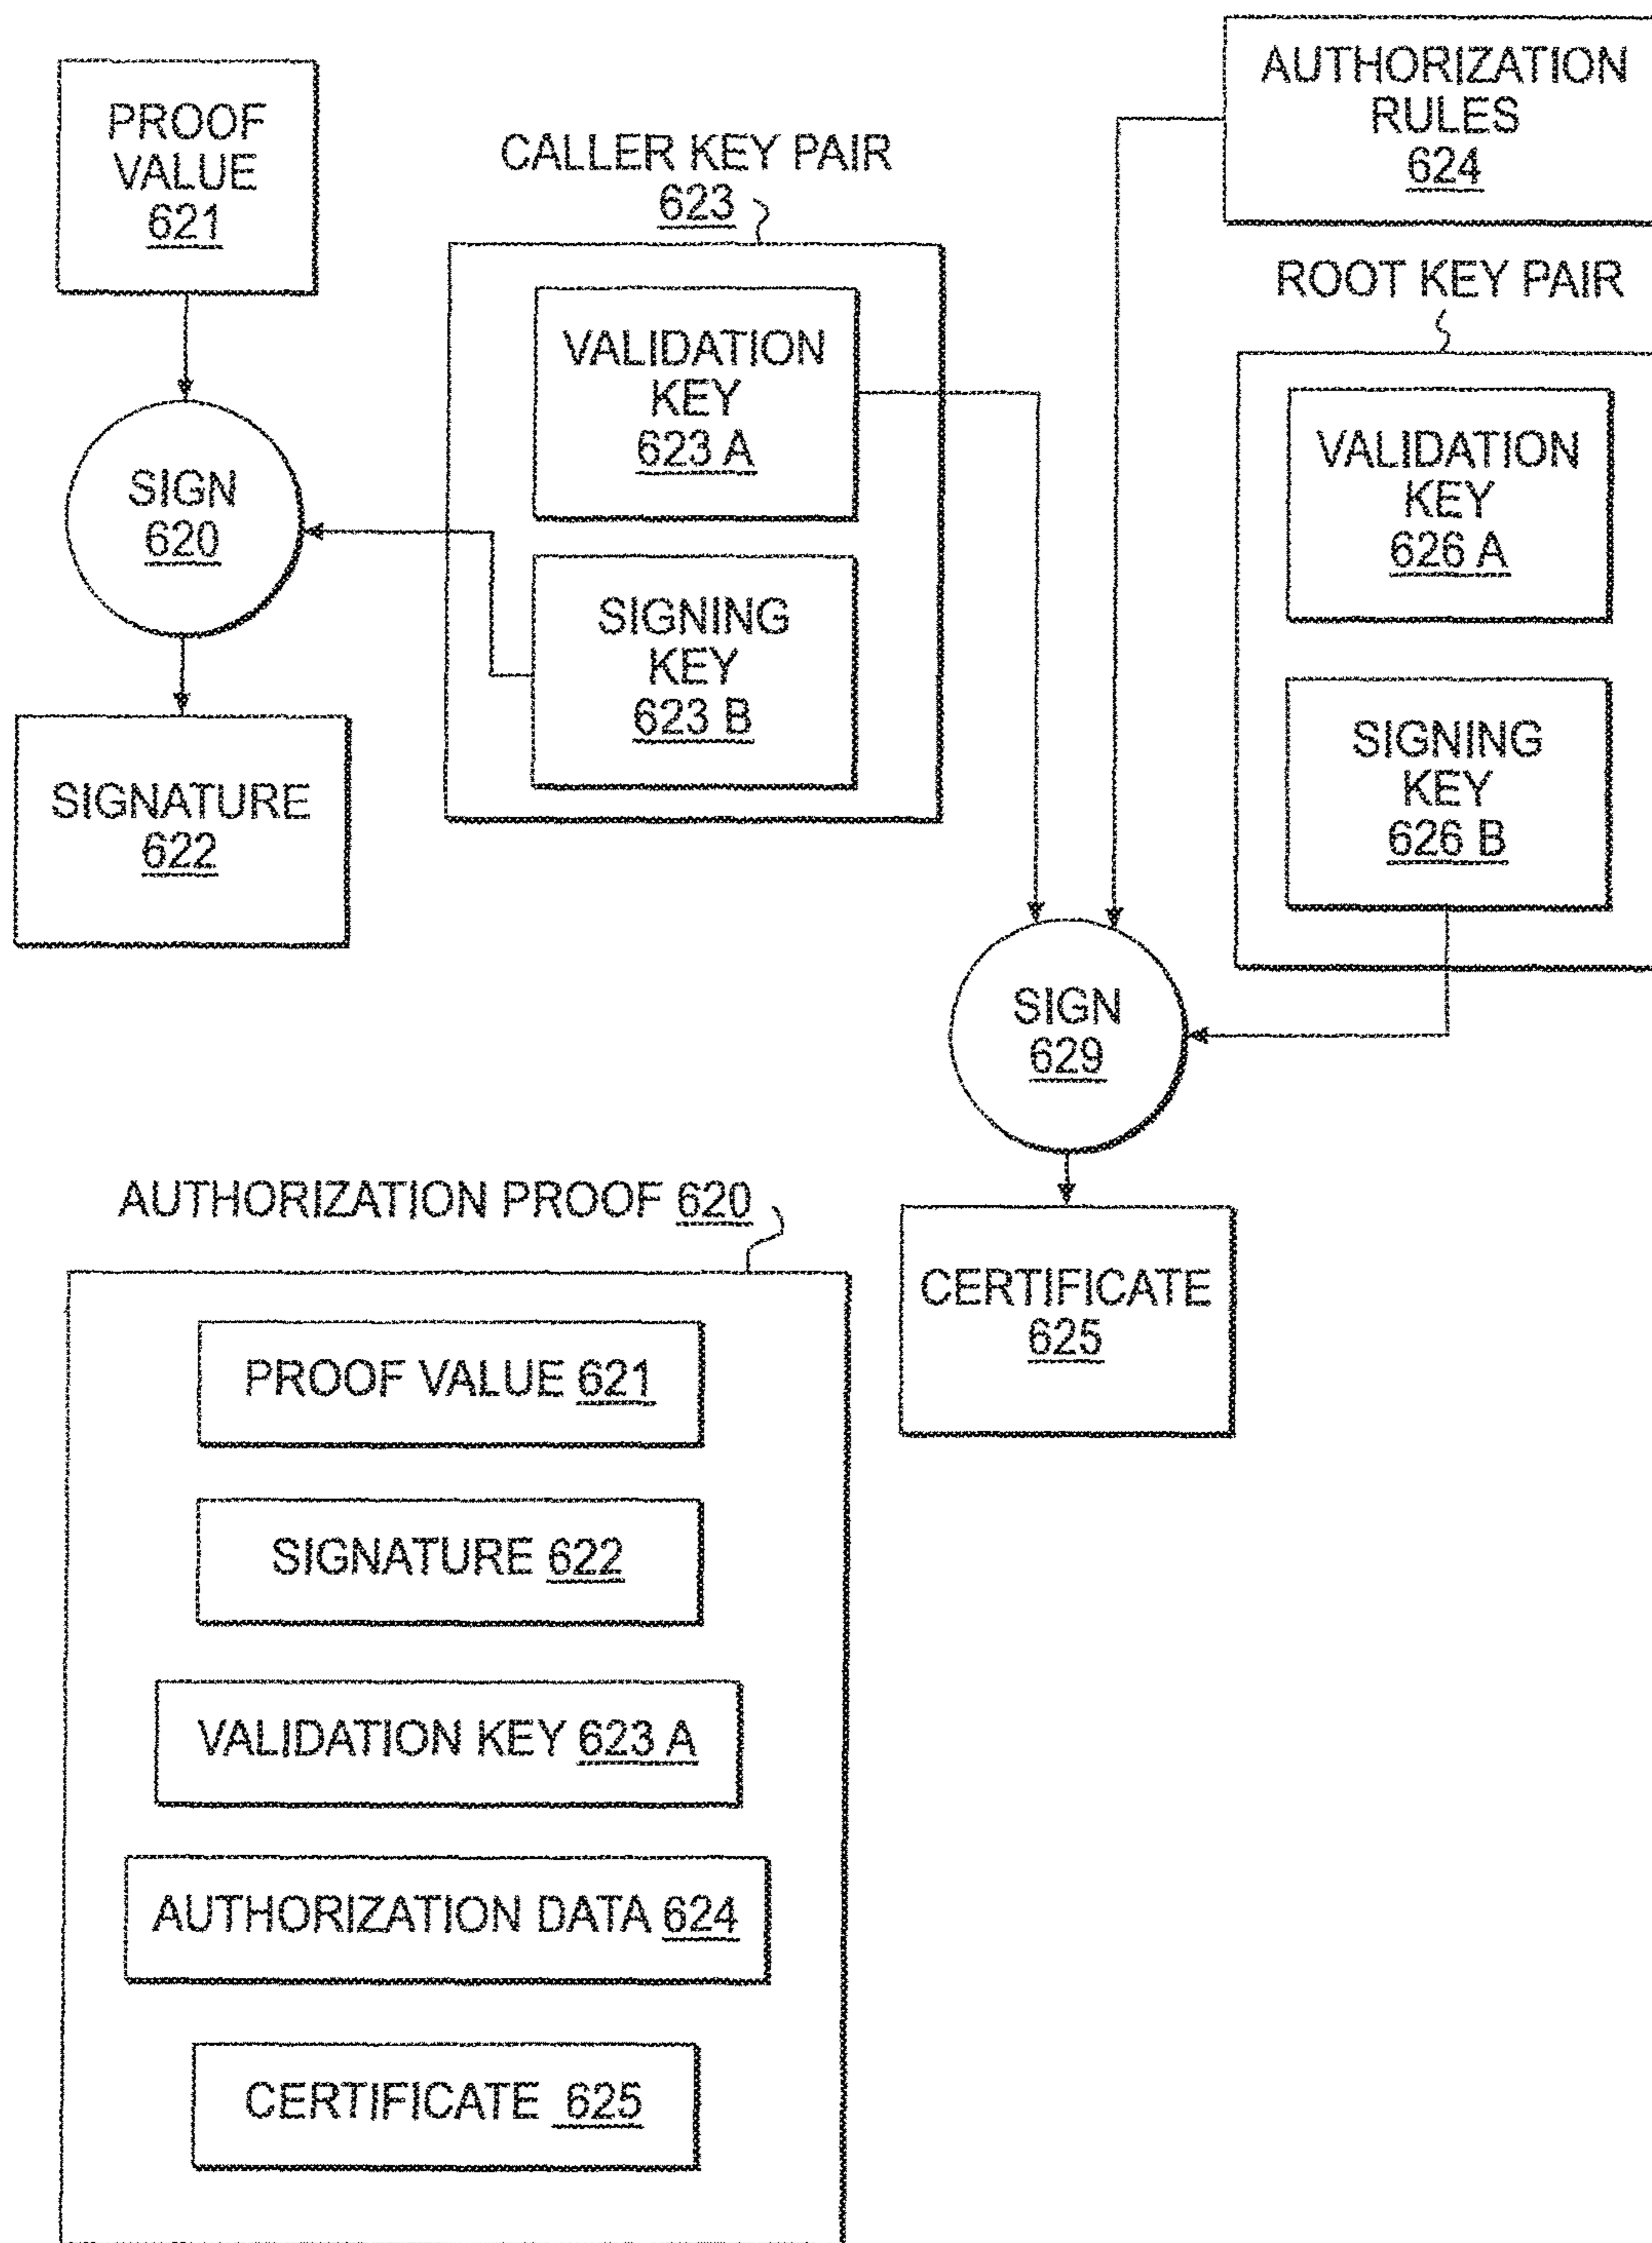 PROOF
VALUE
621
CALLER KEY PAIR
623
AUTHORIZATION
RULES
624
ROOT KEY PAIR
VALIDATION
KEY
623 A
SIGN
620
SIGNING
KEY
623 B
VALIDATION
KEY
626 A
SIGNING
KEY
626 B
SIGNATURE
622
SIGN
629
CERTIFICATE
625
AUTHORIZATION PROOF 620
PROOF VALUE 621
SIGNATURE 622
VALIDATION KEY 623 A
AUTHORIZATION DATA 624
CERTIFICATE 625